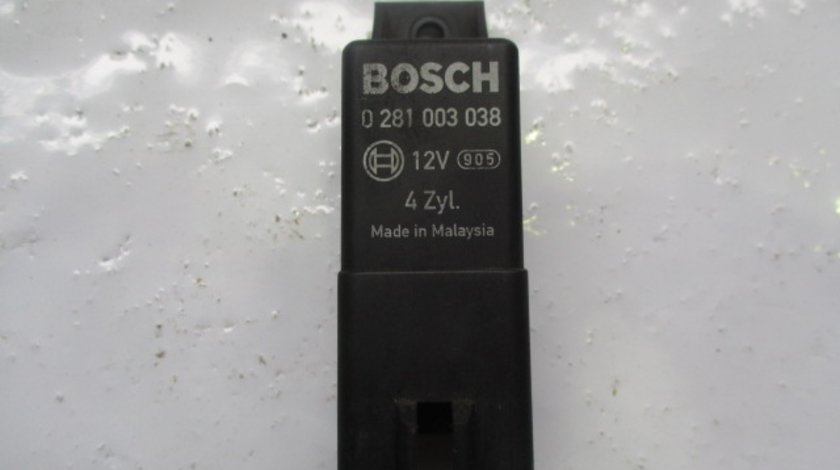 BOSCH
0 281 003 038
12V 905
4 Zyl.
Made in Malaysia